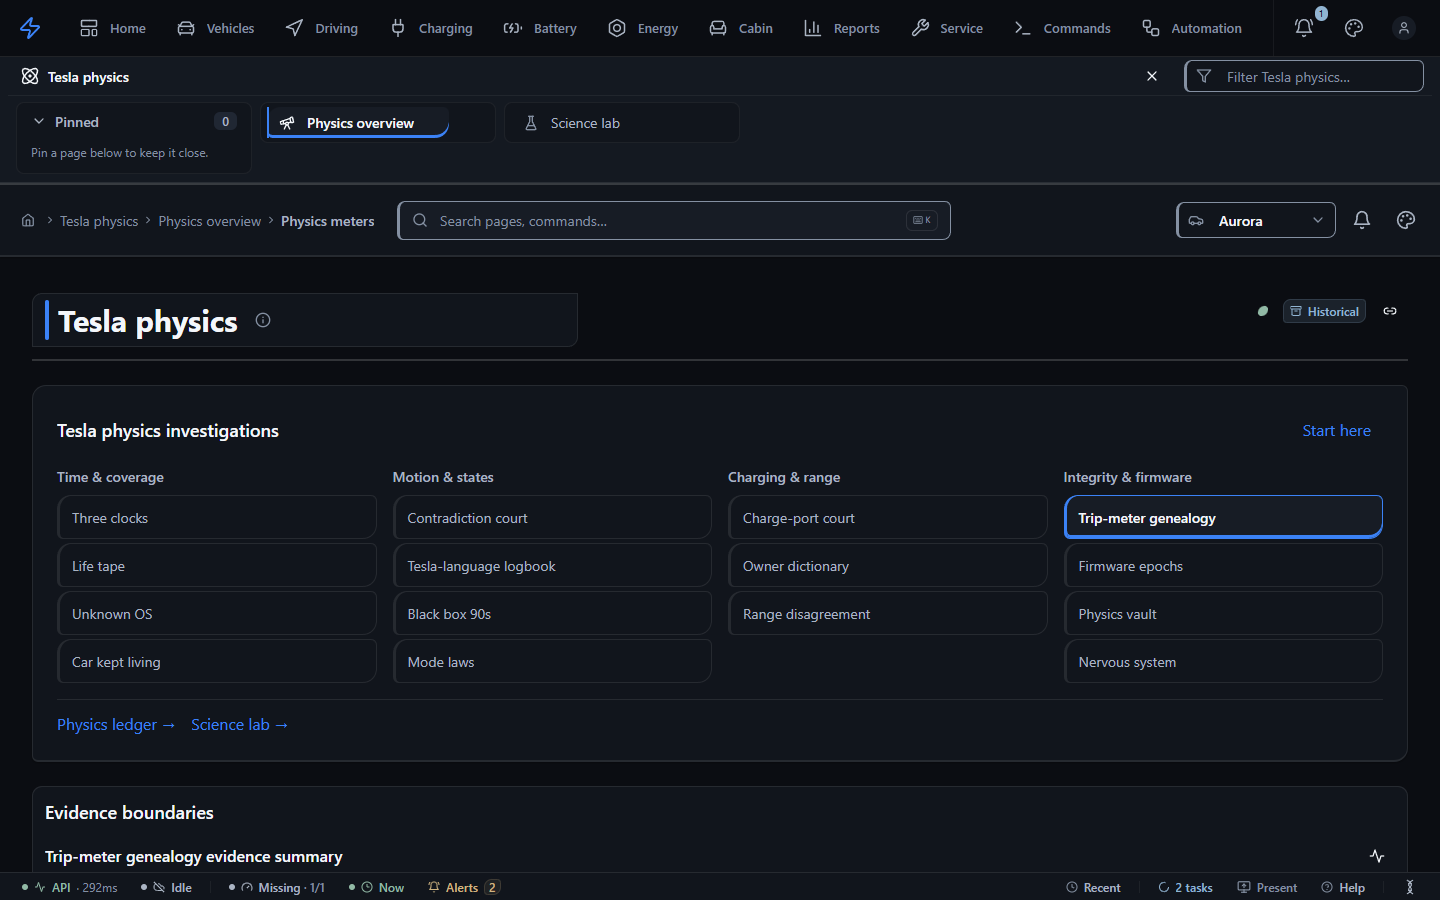 Home Vehicles Driving Charging Battery Energy Cabin Reports Service Commands Automation 1
Tesla physics Filter Tesla physics...
Pinned 0 Physics overview Science lab
Pin a page below to keep it close.
Tesla physics Physics overview Physics meters Search pages, commands... K Aurora
Tesla physics Historical
Tesla physics investigations Start here
Time & coverage Motion & states Charging & range Integrity & firmware
Three clocks Contradiction court Charge-port court Trip-meter genealogy
Life tape Tesla-language logbook Owner dictionary Firmware epochs
Unknown OS Black box 90s Range disagreement Physics vault
Car kept living Mode laws Nervous system
Physics ledger → Science lab →
Evidence boundaries
Trip-meter genealogy evidence summary
API · 292ms Idle Missing · 1/1 Now Alerts 2 Recent 2 tasks Present Help